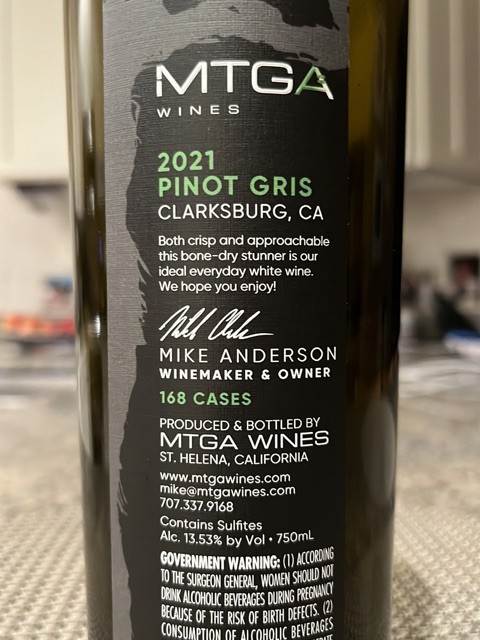 MTGA
WINES
2021
PINOT GRIS
CLARKSBURG, CA
Both crisp and approachable
this bone-dry stunner is our
ideal everyday white wine.
We hope you enjoy!
MIKE ANDERSON
WINEMAKER & OWNER
168 CASES
PRODUCED & BOTTLED BY
MTGA WINES
ST. HELENA, CALIFORNIA
www.mtgawines.com
mike@mtgawines.com
707.337.9168
Contains Sulfites
Alc. 13.53% by Vol • 750mL
GOVERNMENT WARNING: (1) ACCORDING
TO THE SURGEON GENERAL, WOMEN SHOULD NOT
DRINK ALCOHOLIC BEVERAGES DURING PREGNANCY
BECAUSE OF THE RISK OF BIRTH DEFECTS. (2)
CONSUMPTION OF ALCOHOLIC BEVERAGES